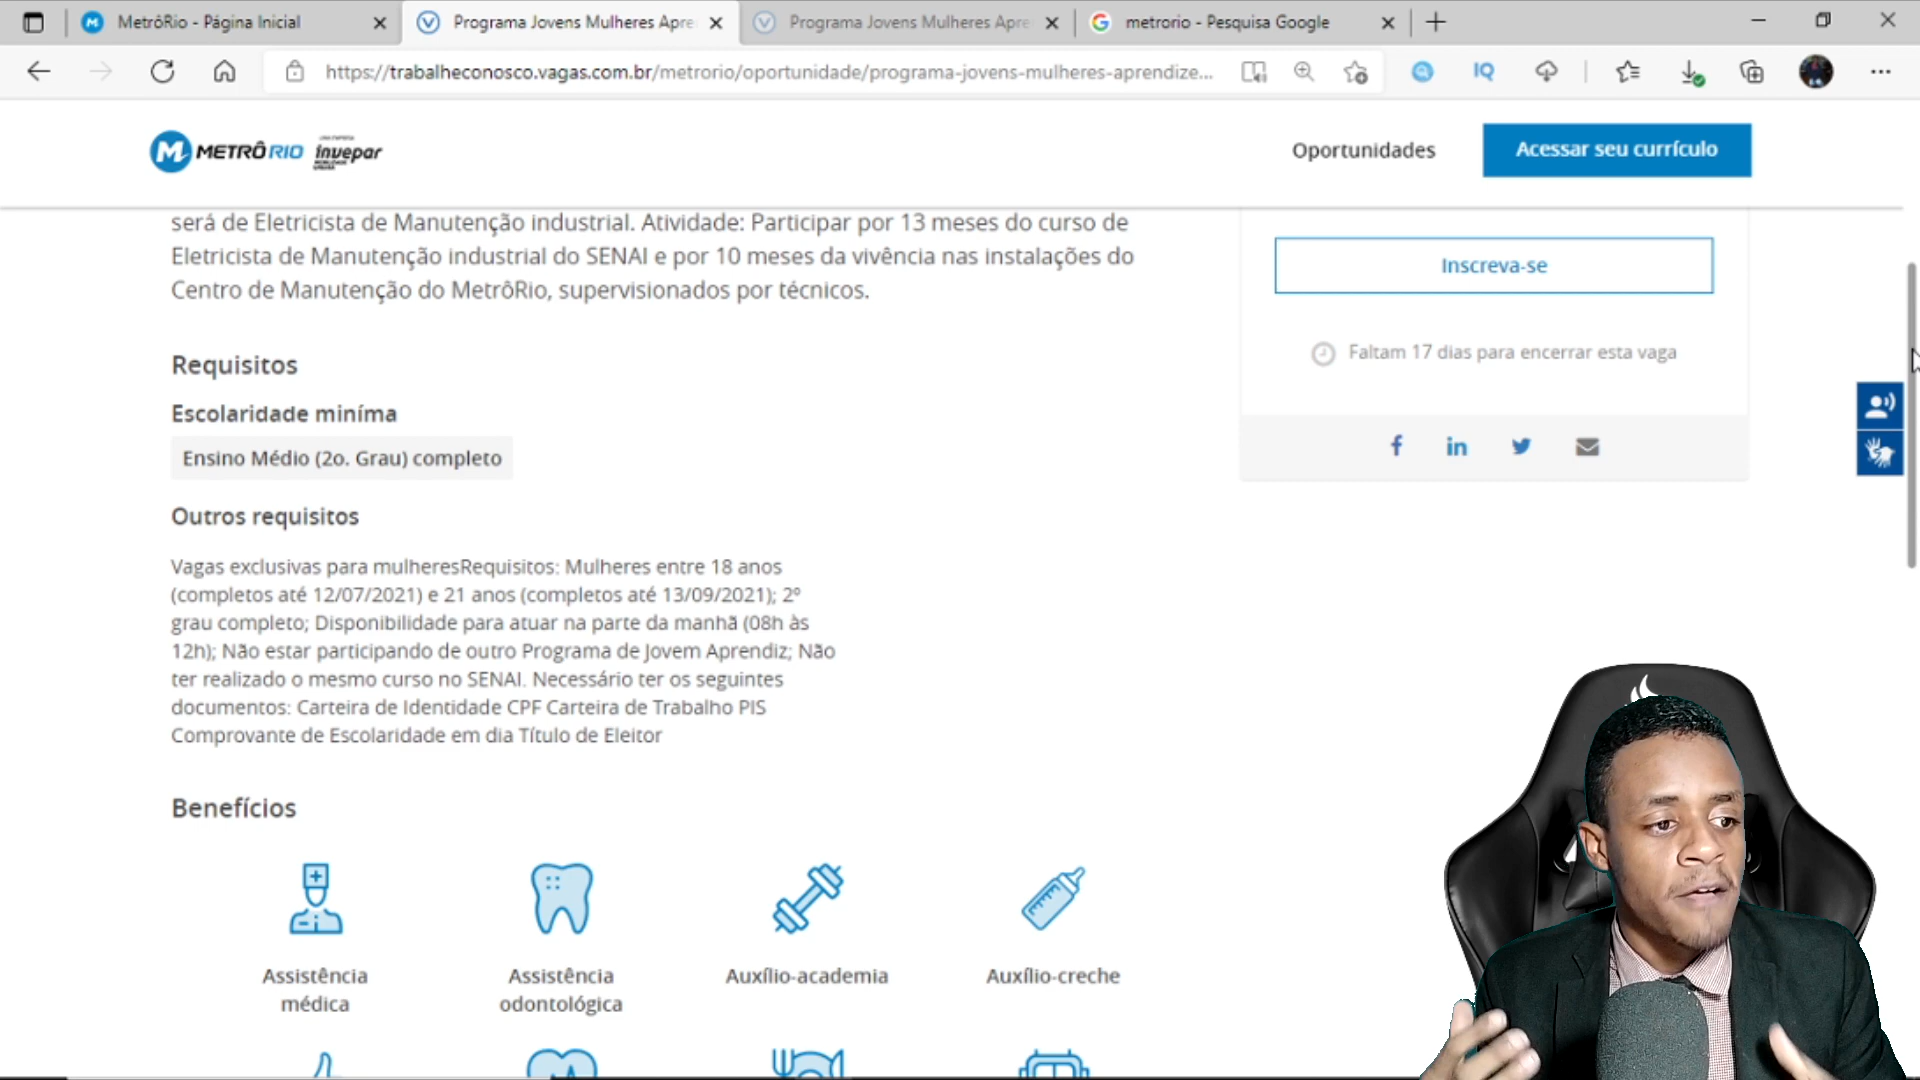 MetrôRio - Página Inicial
Programa Jovens Mulheres Apre
Programa Jovens Mulheres Apre
metrorio - Pesquisa Google
https://trabalheconosco.vagas.com.br/metrorio/oportunidade/programa-jovens-mulheres-aprendize...
IQ
METRÔRIO invepar
Oportunidades
Acessar seu currículo
será de Eletricista de Manutenção industrial. Atividade: Participar por 13 meses do curso de
Eletricista de Manutenção industrial do SENAI e por 10 meses da vivência nas instalações do
Centro de Manutenção do MetrôRio, supervisionados por técnicos.
Inscreva-se
Faltam 17 dias para encerrar esta vaga
Requisitos
Escolaridade miníma
Ensino Médio (2o. Grau) completo
Outros requisitos
Vagas exclusivas para mulheresRequisitos: Mulheres entre 18 anos
(completos até 12/07/2021) e 21 anos (completos até 13/09/2021); 2º
grau completo; Disponibilidade para atuar na parte da manhã (08h às
12h); Não estar participando de outro Programa de Jovem Aprendiz; Não
ter realizado o mesmo curso no SENAI. Necessário ter os seguintes
documentos: Carteira de Identidade CPF Carteira de Trabalho PIS
Comprovante de Escolaridade em dia Título de Eleitor
Benefícios
Assistência
médica
Assistência
odontológica
Auxílio-academia
Auxílio-creche